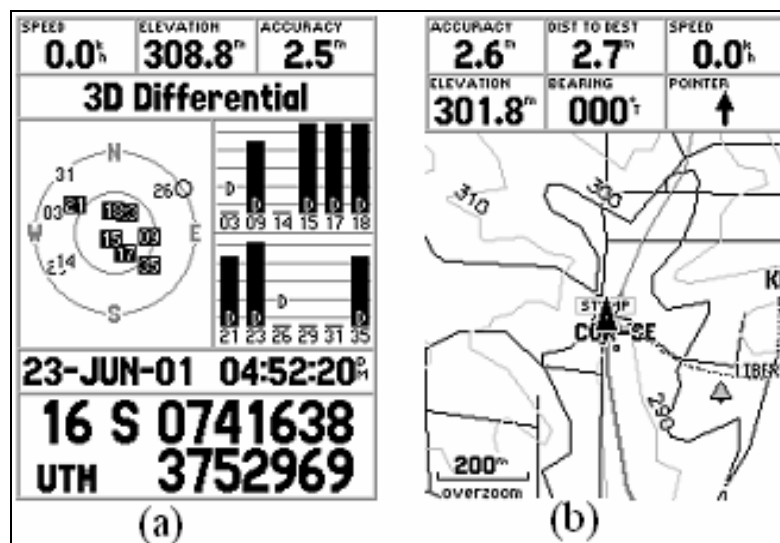 SPEED ELEVATION ACCURACY
0.0 k/h 308.8 m 2.5 m
3D Differential
N
31
26
03 21
W E
15 09
17
14 35
S
D
D D D D
03 09 14 15 17 18
D
D D D
21 23 26 29 31 35
23-JUN-01 04:52:20 PM
16 S 0741638
UTM 3752969
(a)
ACCURACY DIST TO DEST SPEED
2.6 m 2.7 m 0.0 k/h
ELEVATION BEARING POINTER
301.8 m 000°T
310
300
LIBER
290
200 m
overzoom
(b)